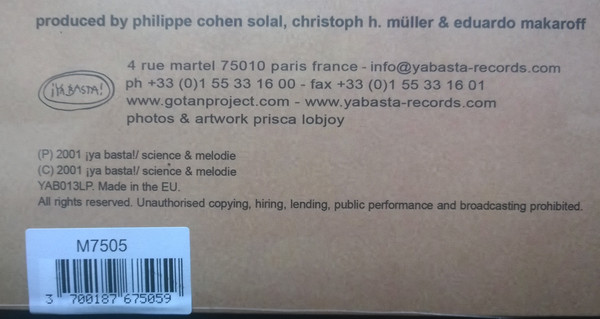 produced by philippe cohen solal, christoph h. müller & eduardo makaroff
4 rue martel 75010 paris france - info@yabasta-records.com
¡YA BASTA!
ph +33 (0)1 55 33 16 00 - fax +33 (0)1 55 33 16 01
www.gotanproject.com - www.yabasta-records.com
photos & artwork prisca lobjoy
(P) 2001 ¡ya basta!/ science & melodie
(C) 2001 ¡ya basta!/ science & melodie
YAB013LP. Made in the EU.
All rights reserved. Unauthorised copying, hiring, lending, public performance and broadcasting prohibited.
M7505
3 700187 675059